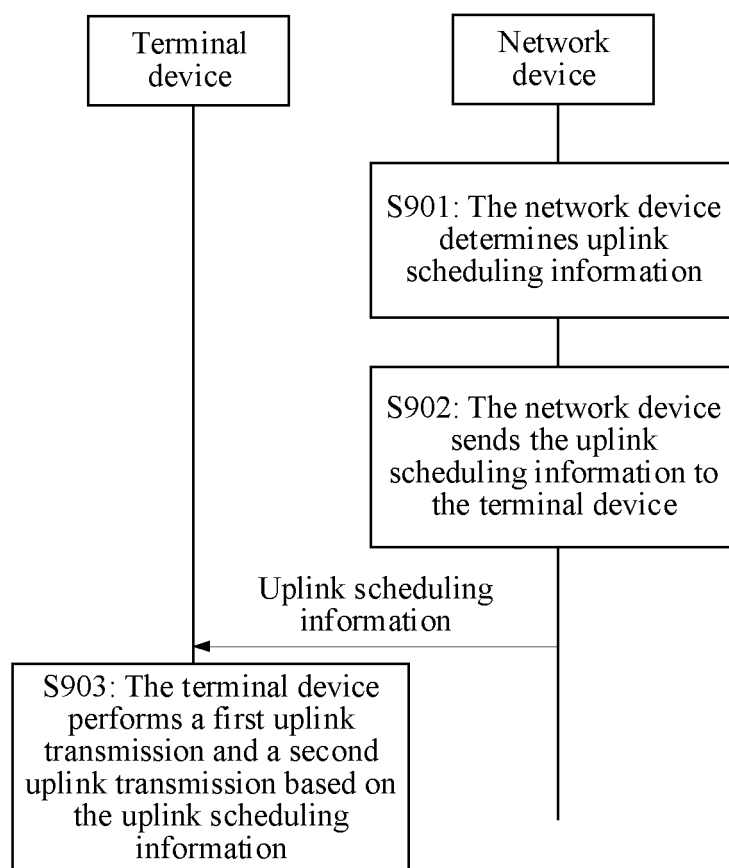 Terminal
device
Network
device
S901: The network device
determines uplink
scheduling information
S902: The network device
sends the uplink
scheduling information to
the terminal device
Uplink scheduling
information
S903: The terminal device
performs a first uplink
transmission and a second
uplink transmission based on
the uplink scheduling
information